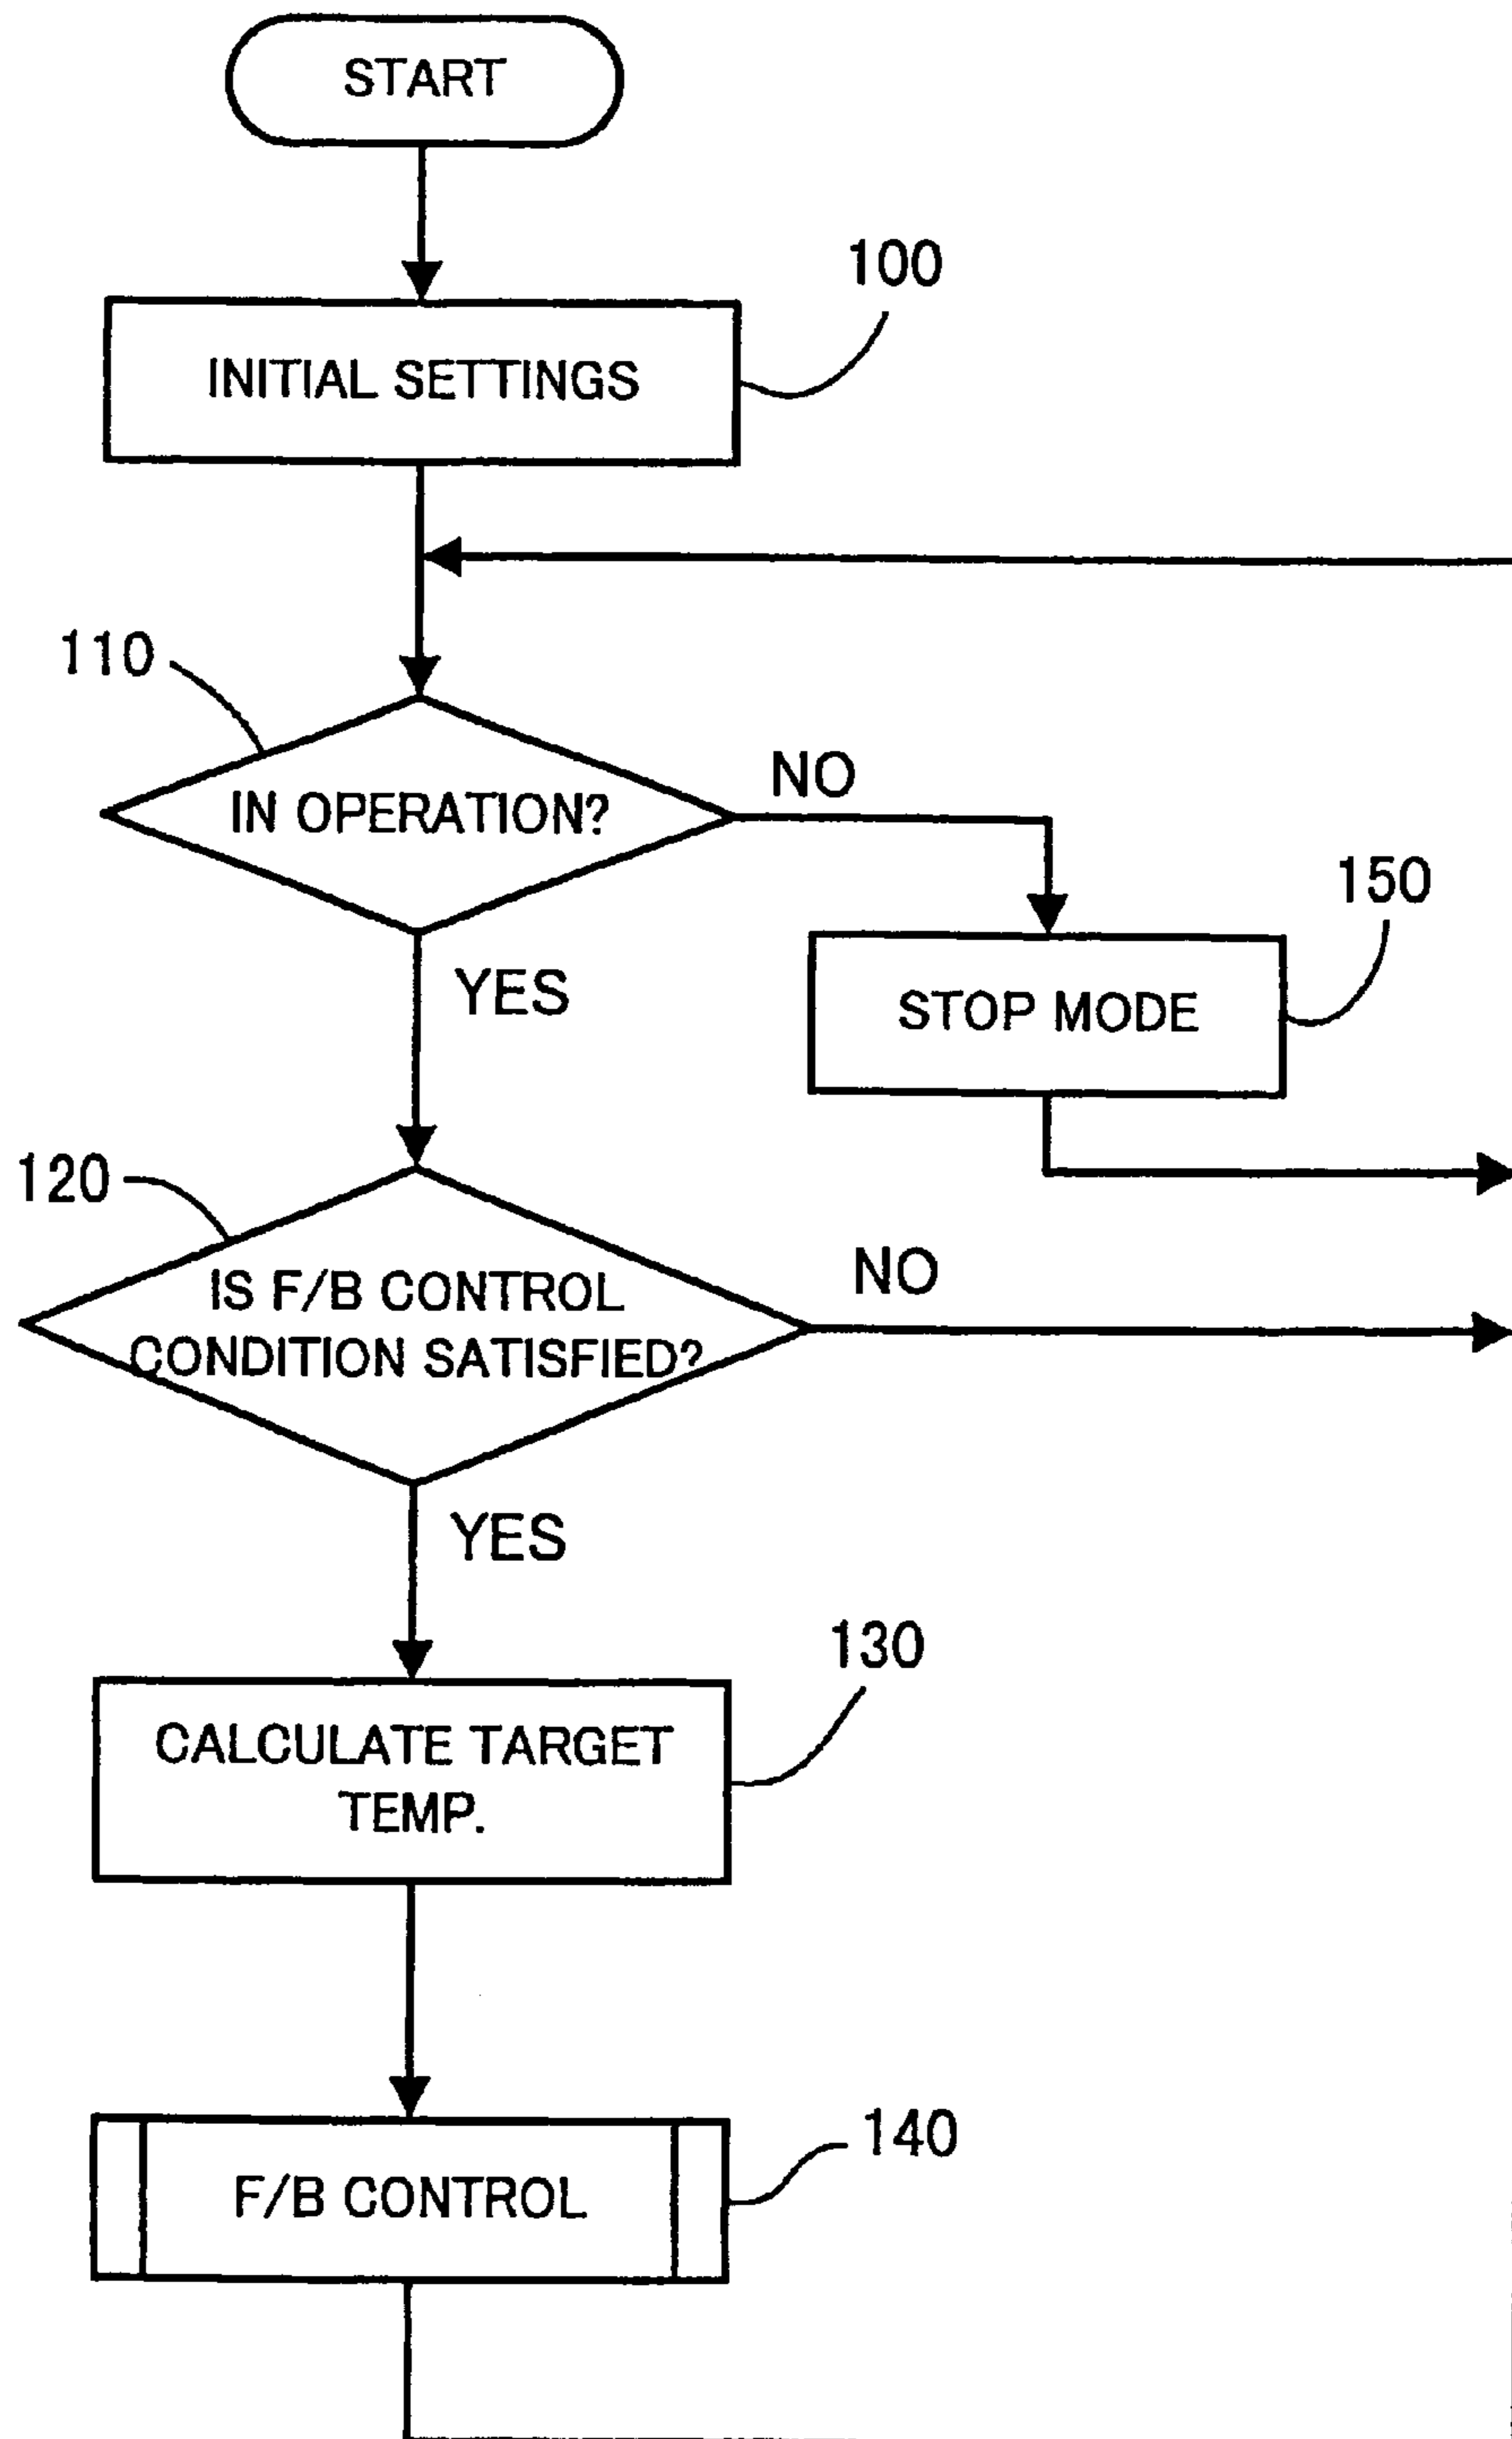 START
100
INITIAL SETTINGS
110
IN OPERATION?
NO
150
YES
STOP MODE
120
IS F/B CONTROL
CONDITION SATISFIED?
NO
YES
130
CALCULATE TARGET
TEMP.
140
F/B CONTROL